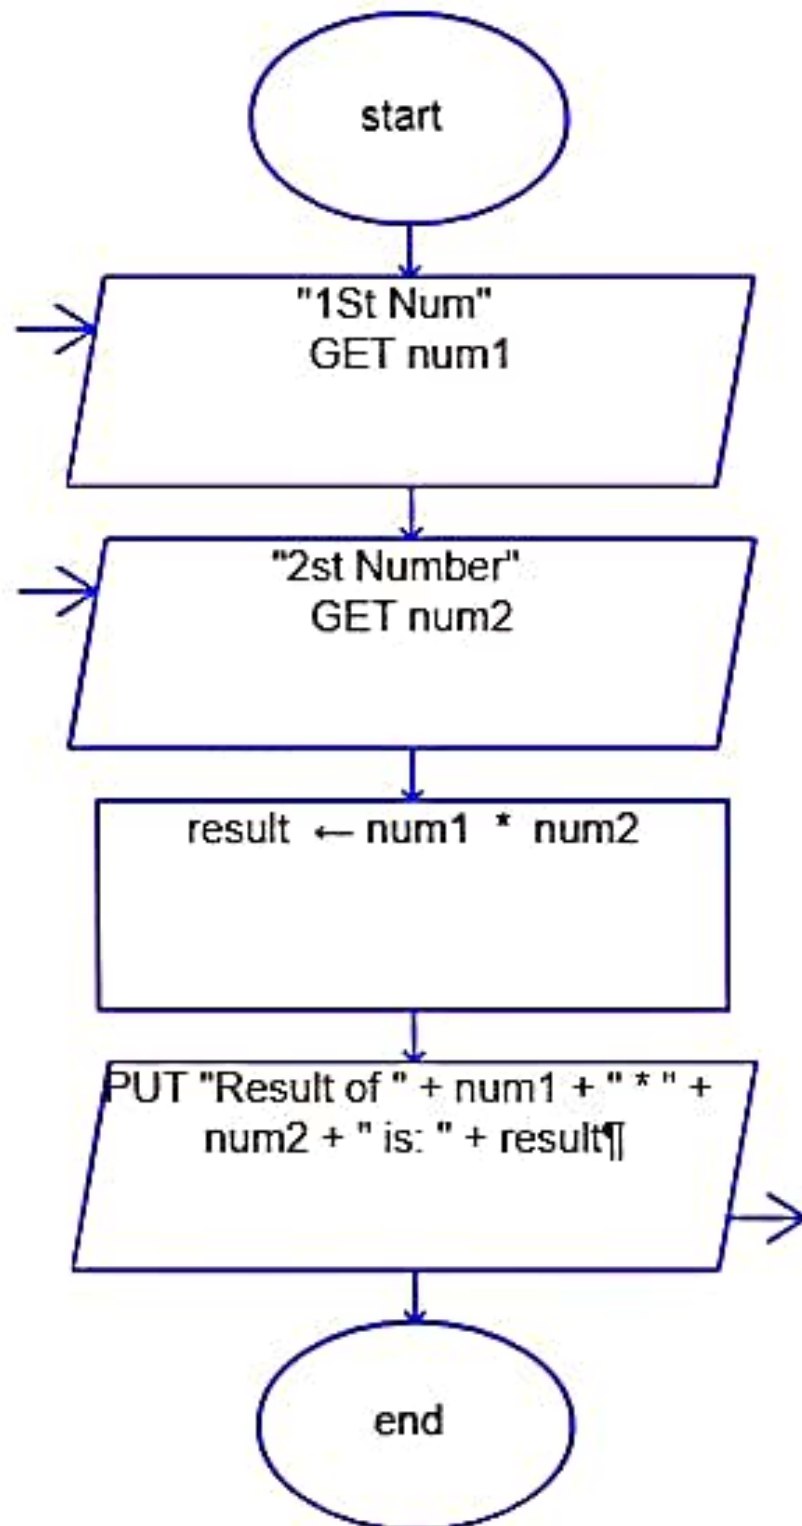 start
"1St Num"
GET num1
"2st Number"
GET num2
result ← num1 * num2
PUT "Result of " + num1 + " * " +
num2 + " is: " + result¶
end